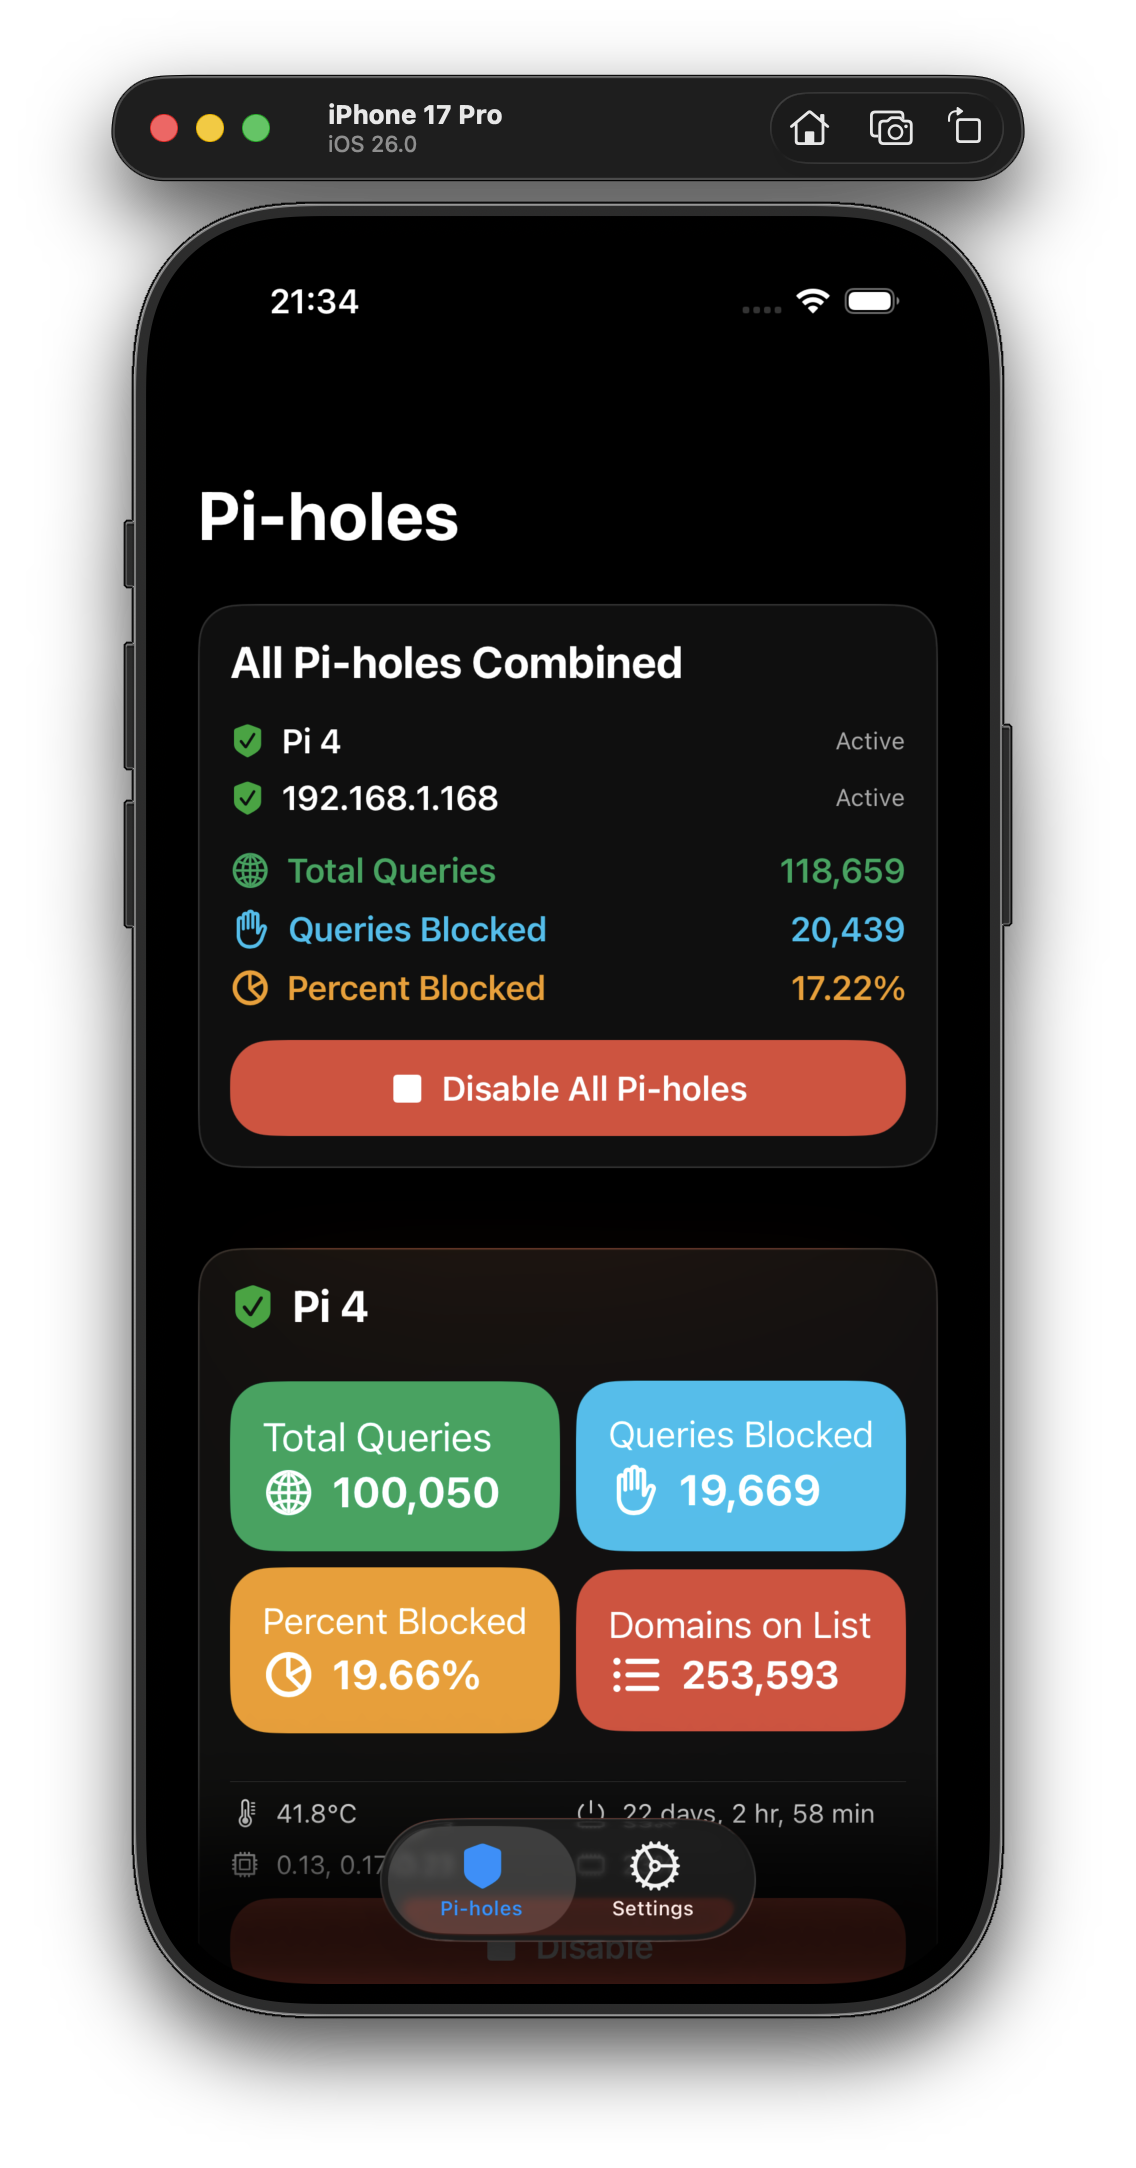 iPhone 17 Pro
iOS 26.0
21:34
Pi-holes
All Pi-holes Combined
Pi 4 Active
192.168.1.168 Active
Total Queries 118,659
Queries Blocked 20,439
Percent Blocked 17.22%
Disable All Pi-holes
Pi 4
Total Queries
100,050
Queries Blocked
19,669
Percent Blocked
19.66%
Domains on List
253,593
41.8°C
22 days, 2 hr, 58 min
0.13, 0.17
Pi-holes
Settings
Disable